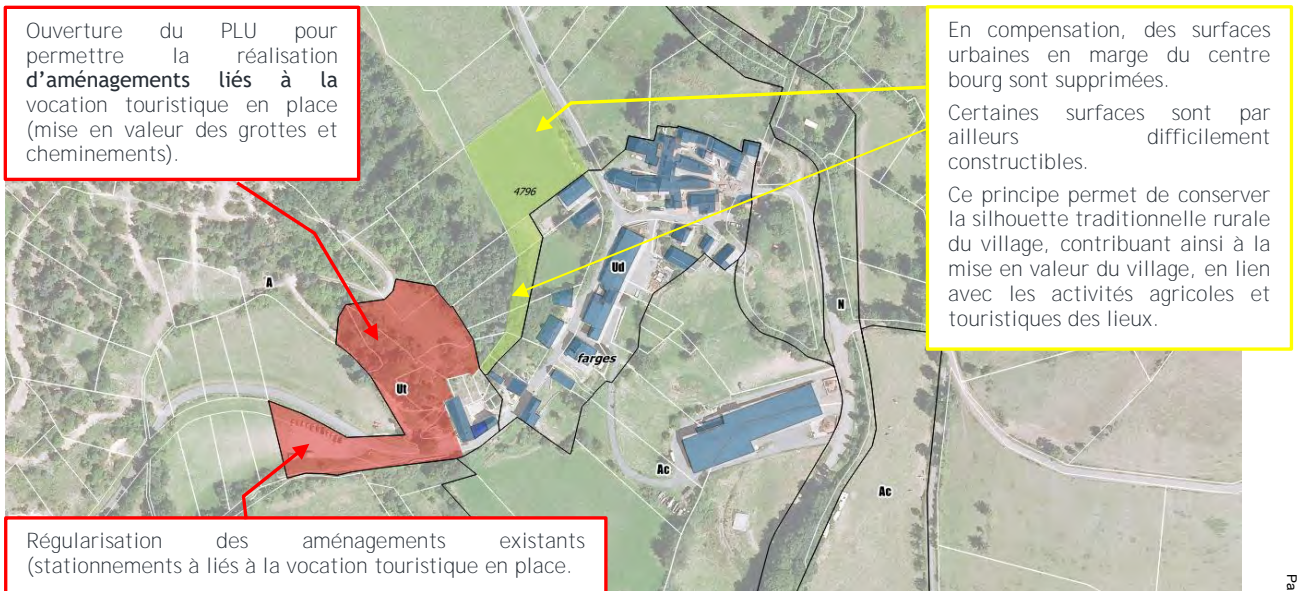 Ouverture du PLU pour
permettre la réalisation
d'aménagements liés à la
vocation touristique en place
(mise en valeur des grottes et
cheminements).
En compensation, des surfaces
urbaines en marge du centre
bourg sont supprimées.
Certaines surfaces sont par
ailleurs difficilement
constructibles.
Ce principe permet de conserver
la silhouette traditionnelle rurale
du village, contribuant ainsi à la
mise en valeur du village, en lien
avec les activités agricoles et
touristiques des lieux.
4796
A
Ud
N
farges
Ut
Ac
Ac
Régularisation des aménagements existants
(stationnements à liés à la vocation touristique en place.
Pa